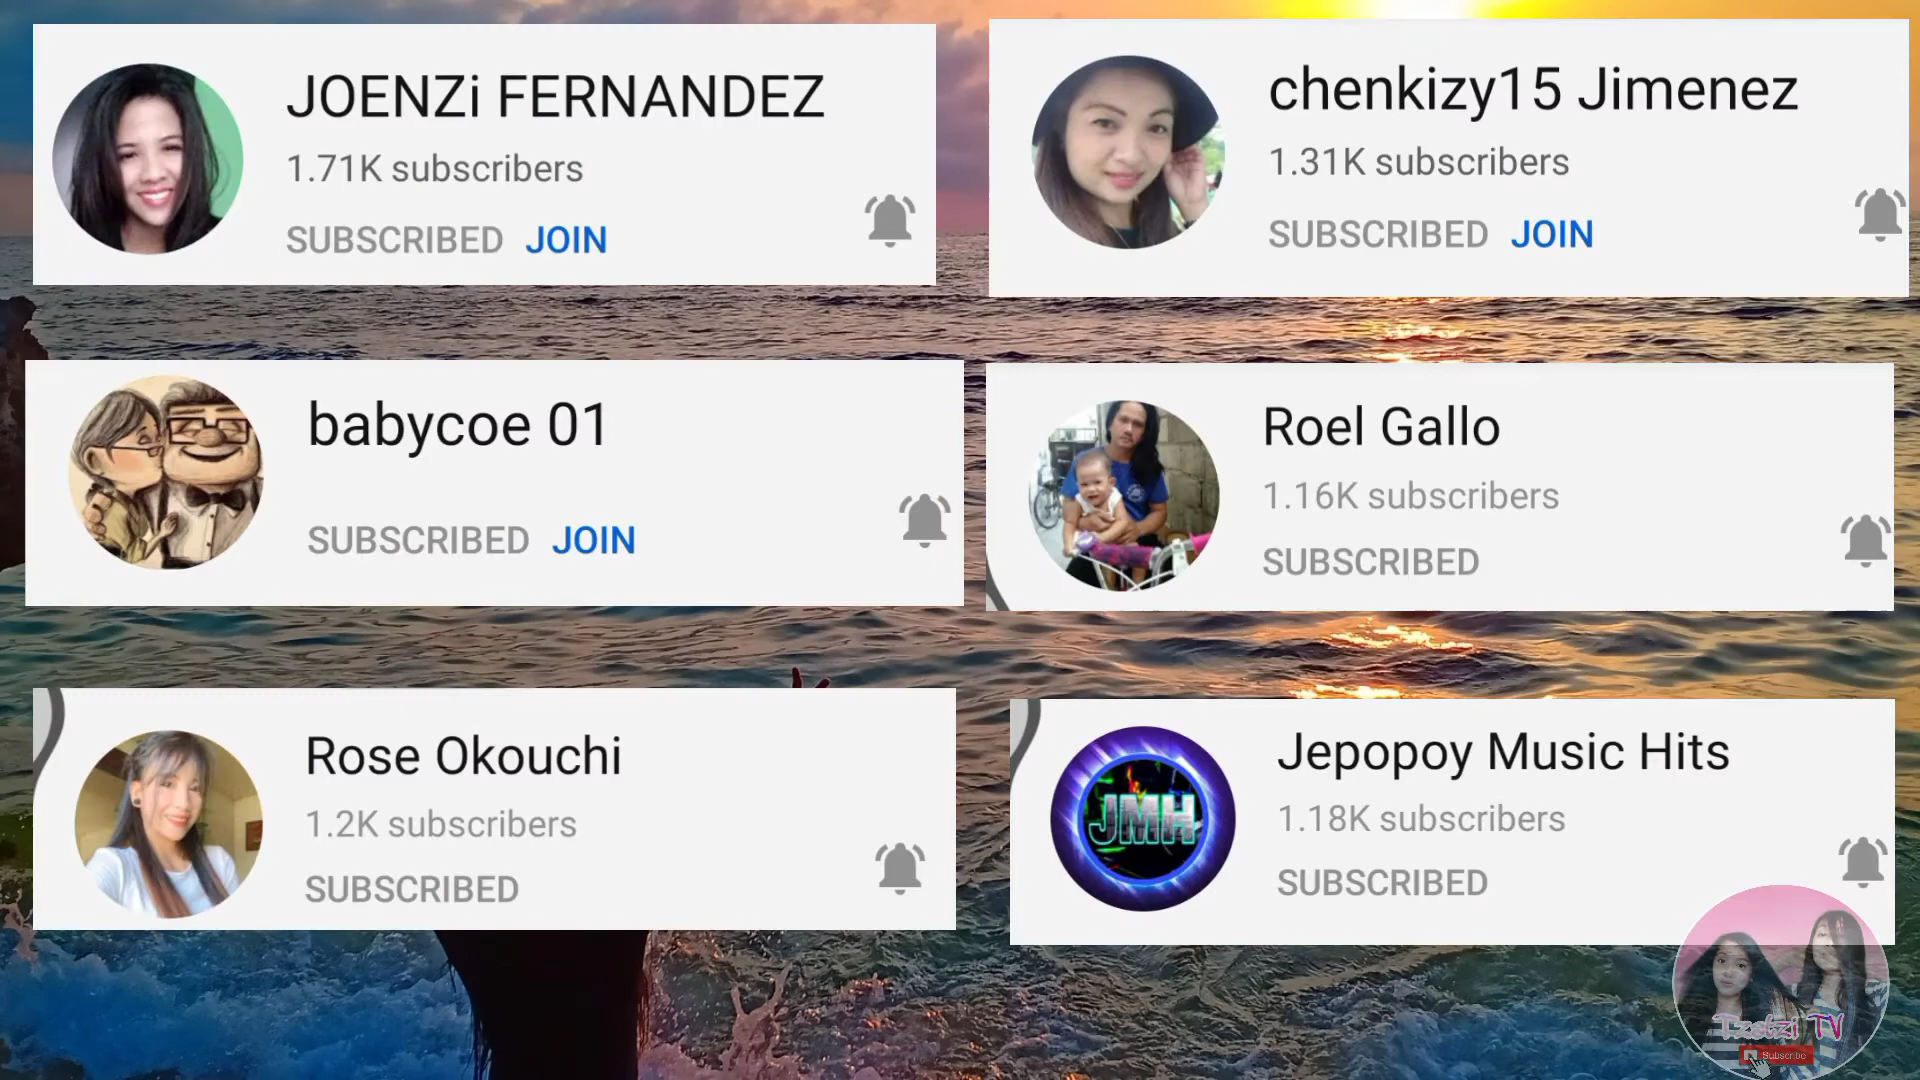 JOENZi FERNANDEZ
1.71K subscribers
SUBSCRIBED JOIN
chenkizy15 Jimenez
1.31K subscribers
SUBSCRIBED JOIN
babycoe 01
SUBSCRIBED JOIN
Roel Gallo
1.16K subscribers
SUBSCRIBED
Rose Okouchi
1.2K subscribers
SUBSCRIBED
Jepopoy Music Hits
1.18K subscribers
SUBSCRIBED
JMH
TV
Subscribe